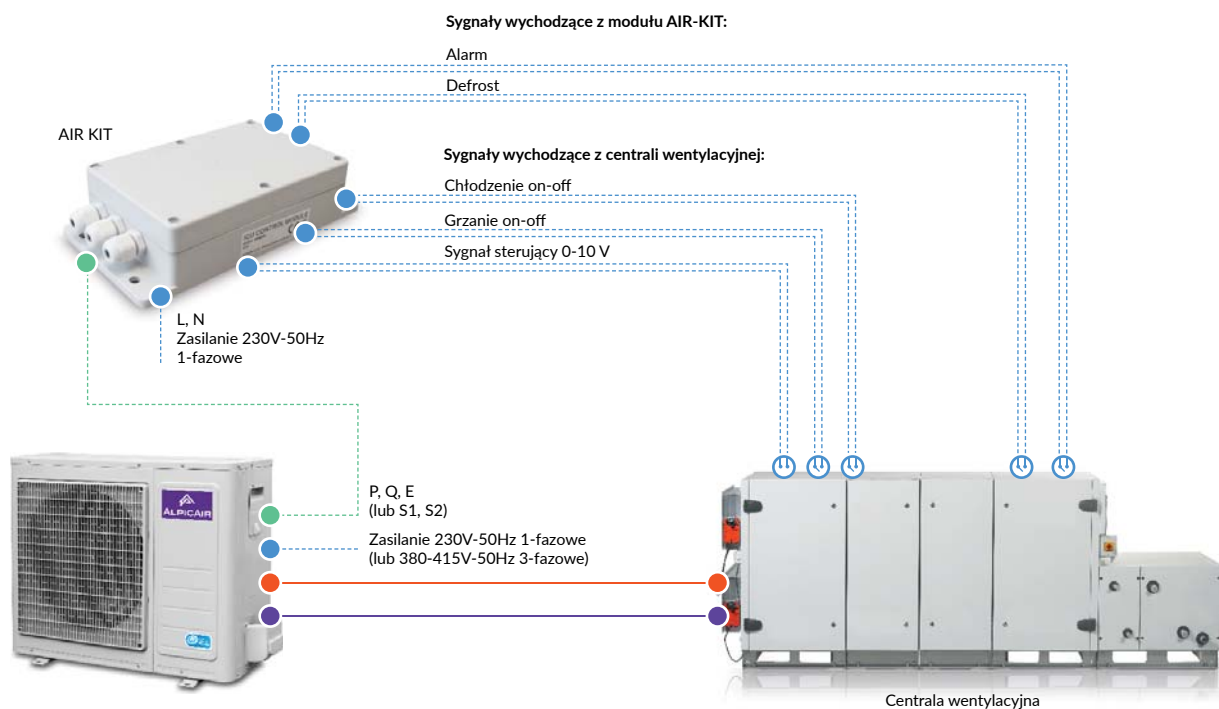 Sygnały wychodzące z modułu AIR-KIT:
Alarm
Defrost
AIR KIT
Sygnały wychodzące z centrali wentylacyjnej:
Chłodzenie on-off
Grzanie on-off
Sygnał sterujący 0-10 V
CONTROL MODULE
L, N
Zasilanie 230V-50Hz
1-fazowe
ALPICAIR
P, Q, E
(lub S1, S2)
Zasilanie 230V-50Hz 1-fazowe
(lub 380-415V-50Hz 3-fazowe)
Centrala wentylacyjna